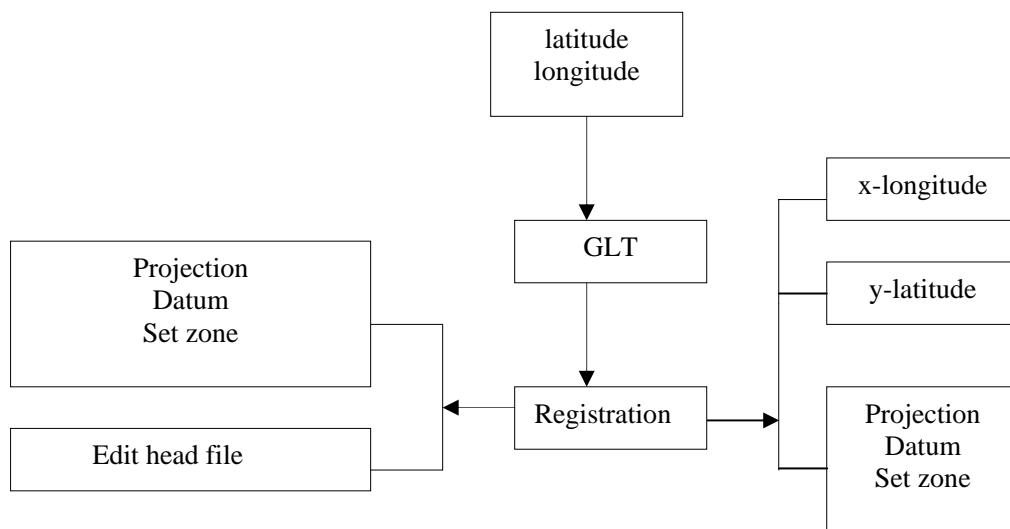 latitude
longitude
x-longitude
GLT
Projection
Datum
Set zone
y-latitude
Registration
Projection
Datum
Set zone
Edit head file